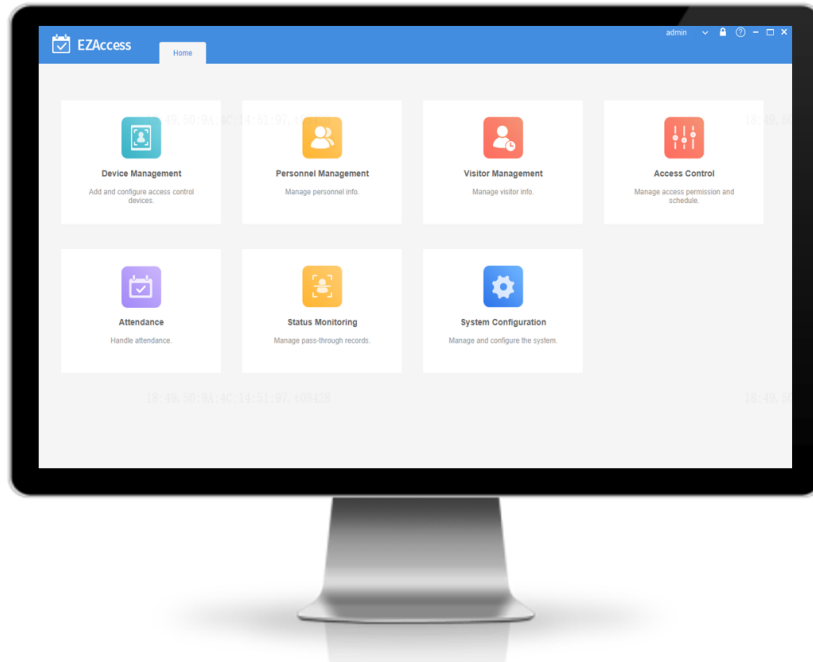 EZAccess
Home
admin
Device Management
Add and configure access control
devices.
Personnel Management
Manage personnel info.
Visitor Management
Manage visitor info.
Access Control
Manage access permission and
schedule.
Attendance
Handle attendance.
Status Monitoring
Manage pass-through records.
System Configuration
Manage and configure the system.